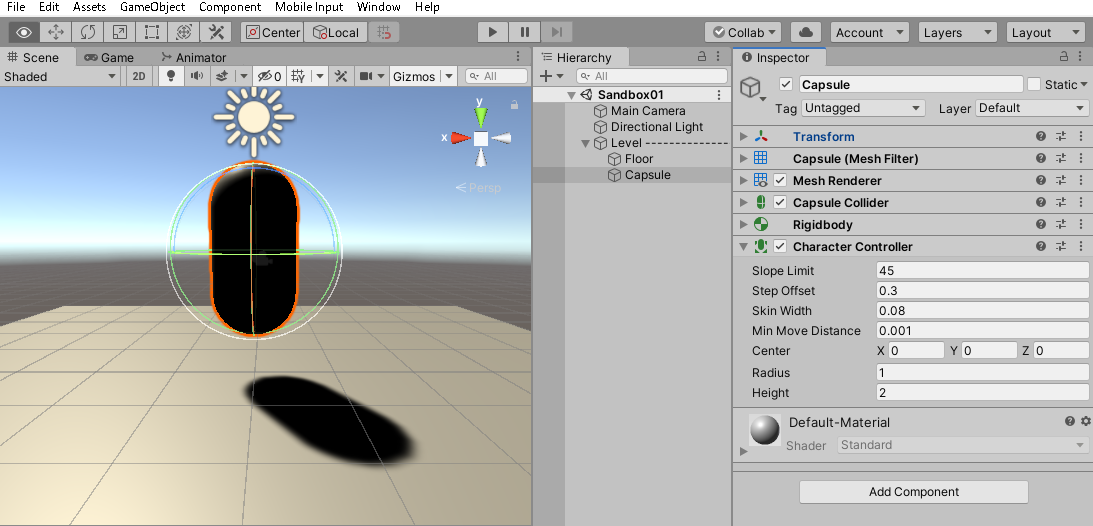 File Edit Assets GameObject Component Mobile Input Window Help
Center Local Collab Account Layers Layout
Scene Game Animator
Shaded 2D 0 Gizmos All
y
x
Persp
Hierarchy
All
Sandbox01
Main Camera
Directional Light
Level ---------------
Floor
Capsule
Inspector
Capsule Static
Tag Untagged Layer Default
Transform
Capsule (Mesh Filter)
Mesh Renderer
Capsule Collider
Rigidbody
Character Controller
Slope Limit 45
Step Offset 0.3
Skin Width 0.08
Min Move Distance 0.001
Center X 0 Y 0 Z 0
Radius 1
Height 2
Default-Material
Shader Standard
Add Component